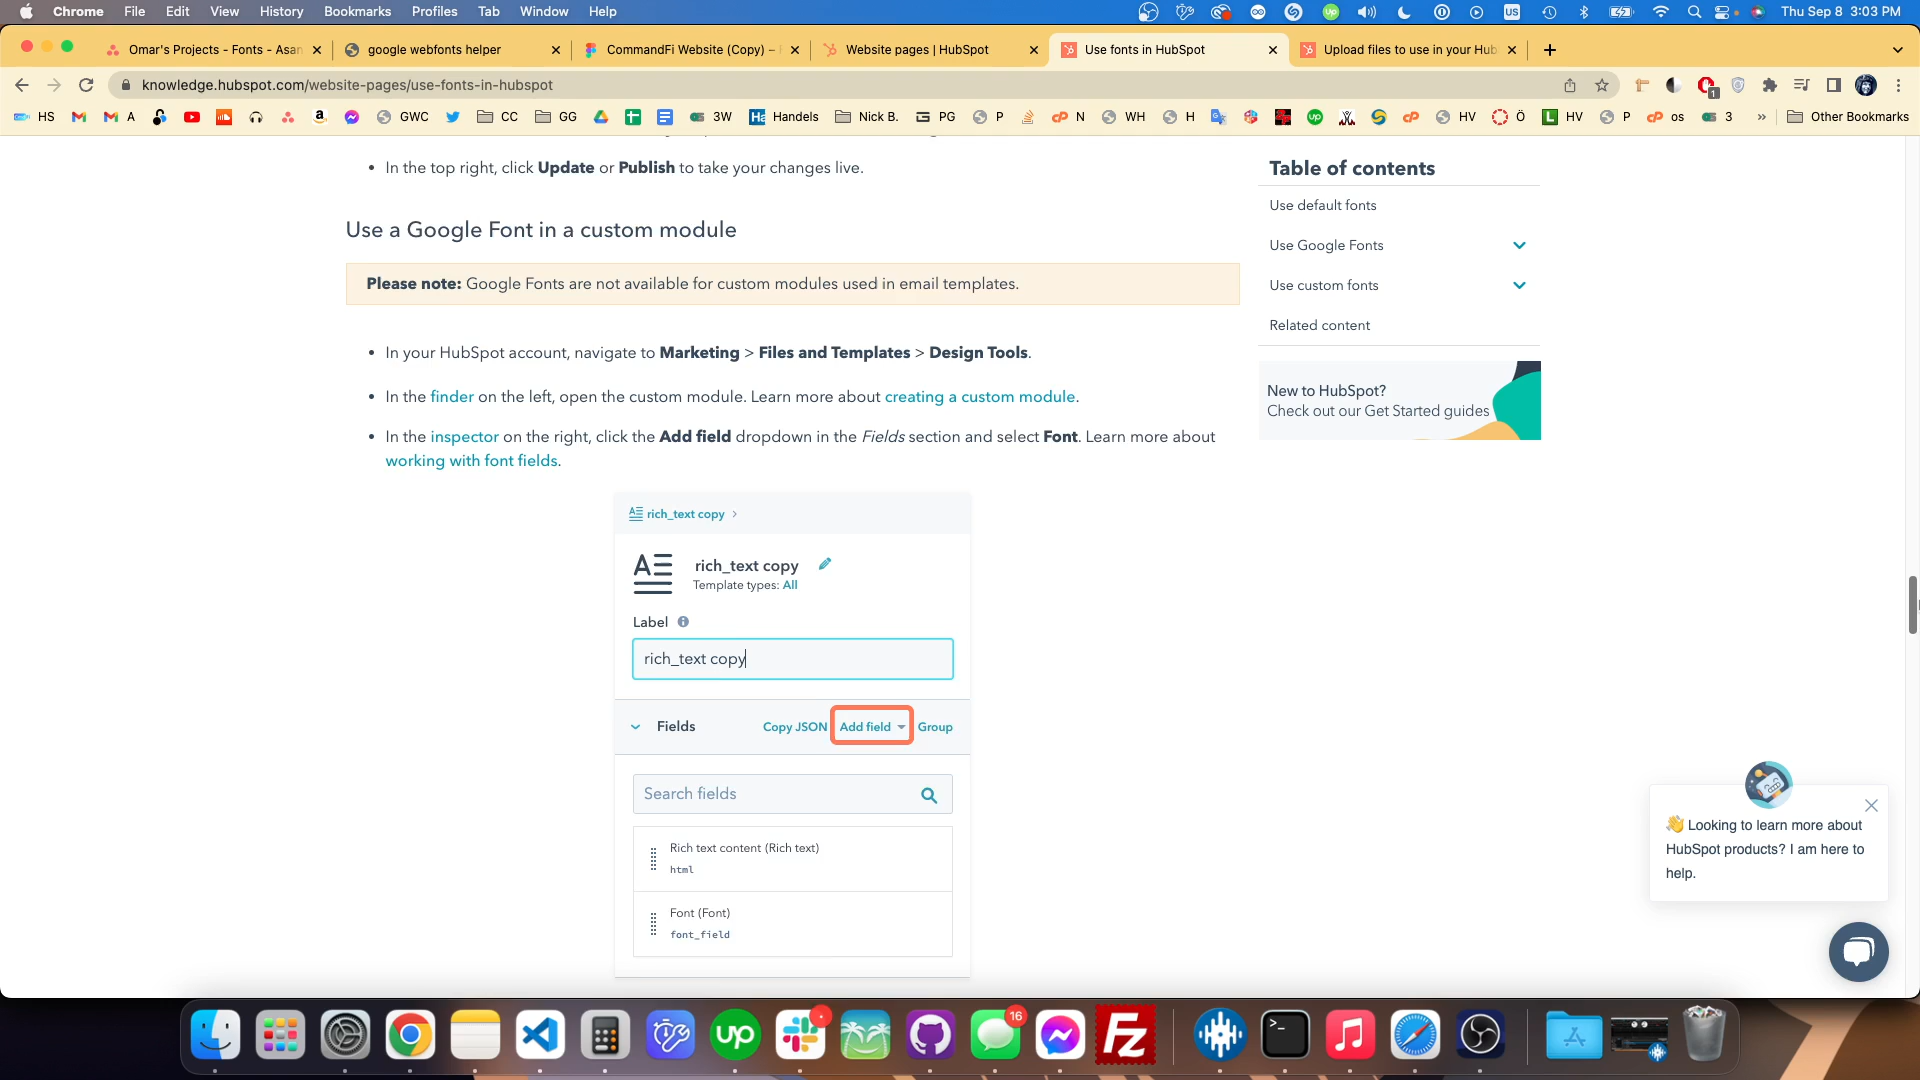 Chrome File Edit View History Bookmarks Profiles Tab Window Help
US
Thu Sep 8 3:03 PM
Omar's Projects - Fonts - Asan
google webfonts helper
CommandFi Website (Copy) –
Website pages | HubSpot
Use fonts in HubSpot
Upload files to use in your Hub
knowledge.hubspot.com/website-pages/use-fonts-in-hubspot
1
HS
A
GWC
CC
GG
3W
Handels
Nick B.
PG
P
N
WH
H
HV
Ö
HV
P
os
3
»
Other Bookmarks
In the top right, click Update or Publish to take your changes live.
Use a Google Font in a custom module
Please note: Google Fonts are not available for custom modules used in email templates.
In your HubSpot account, navigate to Marketing > Files and Templates > Design Tools.
In the finder on the left, open the custom module. Learn more about creating a custom module.
In the inspector on the right, click the Add field dropdown in the Fields section and select Font. Learn more about
working with font fields.
rich_text copy
rich_text copy
Template types: All
Label
rich_text copy
Fields
Copy JSON
Add field
Group
Search fields
Rich text content (Rich text)
html
Font (Font)
font_field
Table of contents
Use default fonts
Use Google Fonts
Use custom fonts
Related content
New to HubSpot?
Check out our Get Started guides
👋 Looking to learn more about
HubSpot products? I am here to
help.
up
16
Fz